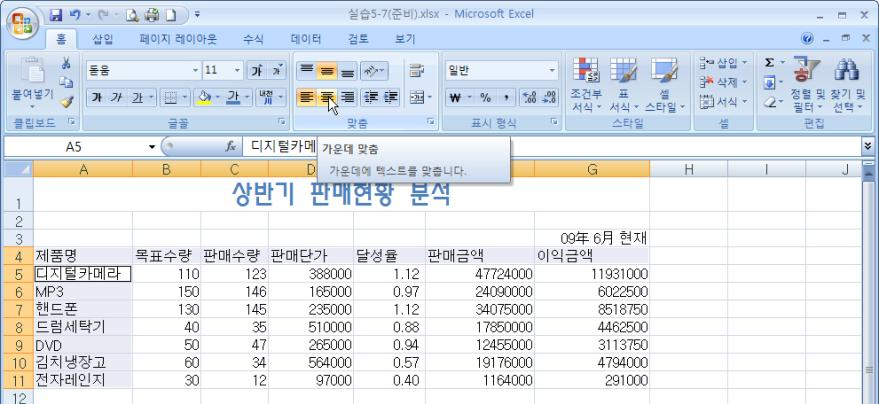 실습5-7(준비).xlsx - Microsoft Excel
홈 삽입 페이지 레이아웃 수식 데이터 검토 보기
돋움 11 가 가 일반 조건부 서식 표 서식 셀 스타일 삽입 삭제 서식 정렬 및 필터 찾기 및 선택
붙여넣기 가 가 가 가 내천 ₩ % , .0 .00 .00 .0
클립보드 글꼴 맞춤 표시 형식 스타일 셀 편집
A5 fx 디지털카메
가운데 맞춤
가운데에 텍스트를 맞춥니다.
A B C D G H I J
1 상반기 판매현황 분석
2
3 09년 6월 현재
4 제품명 목표수량 판매수량 판매단가 달성율 판매금액 이익금액
5 디지털카메라 110 123 388000 1.12 47724000 11931000
6 MP3 150 146 165000 0.97 24090000 6022500
7 핸드폰 130 145 235000 1.12 34075000 8518750
8 드럼세탁기 40 35 510000 0.88 17850000 4462500
9 DVD 50 47 265000 0.94 12455000 3113750
10 김치냉장고 60 34 564000 0.57 19176000 4794000
11 전자레인지 30 12 97000 0.40 1164000 291000
12